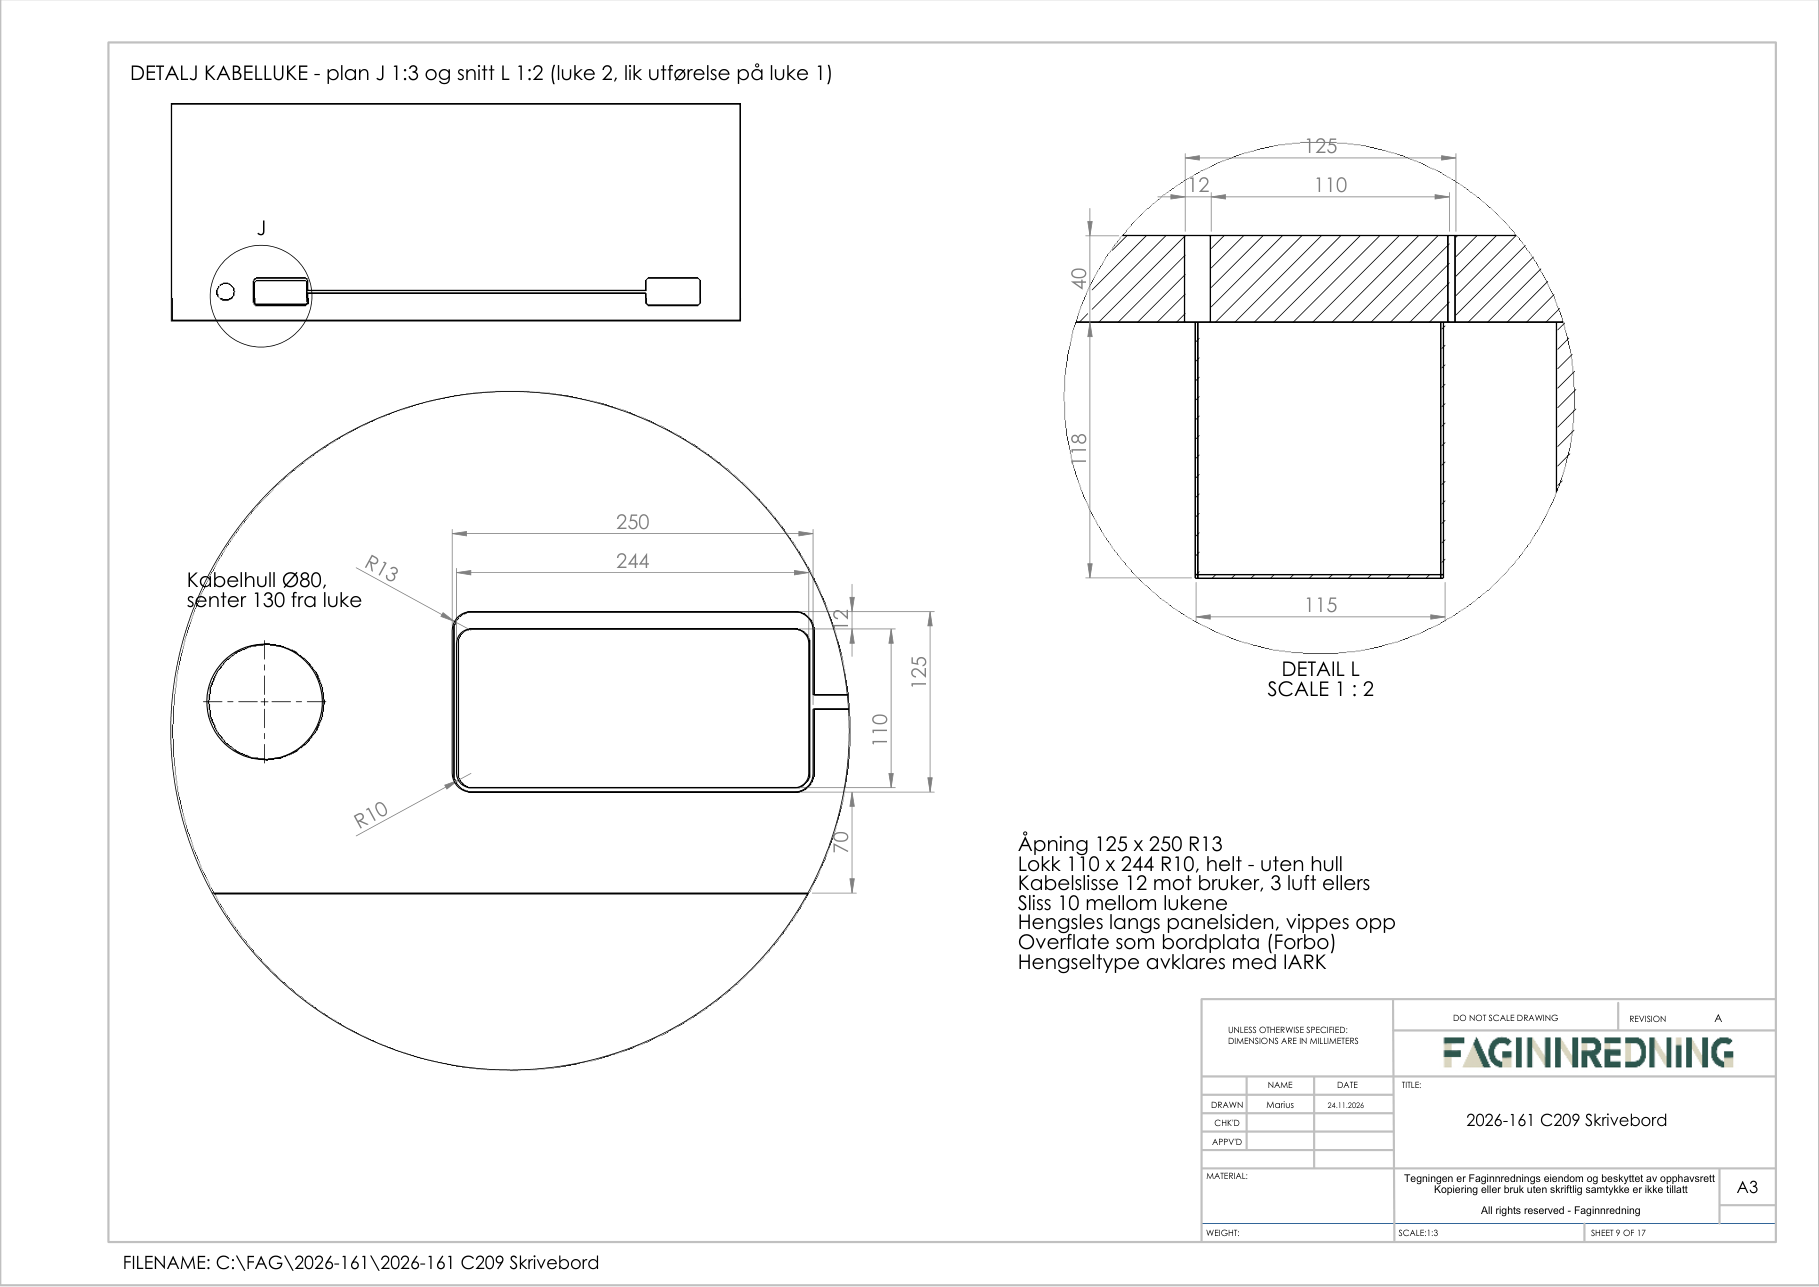 DETALJ KABELLUKE - plan J 1:3 og snitt L 1:2 (luke 2, lik utførelse på luke 1)
J
125
12
110
40
118
115
DETAIL L
SCALE 1 : 2
250
244
R13
Kabelhull Ø80,
senter 130 fra luke
12
125
110
R10
70
Åpning 125 x 250 R13
Lokk 110 x 244 R10, helt - uten hull
Kabelslisse 12 mot bruker, 3 luft ellers
Sliss 10 mellom lukene
Hengsles langs panelsiden, vippes opp
Overflate som bordplata (Forbo)
Hengseltype avklares med IARK
UNLESS OTHERWISE SPECIFIED:
DIMENSIONS ARE IN MILLIMETERS
DO NOT SCALE DRAWING
REVISION A
FAGINNREDNING
NAME DATE
DRAWN Marius 24.11.2026
CHK'D
APPV'D
TITLE:
2026-161 C209 Skrivebord
MATERIAL:
Tegningen er Faginnrednings eiendom og beskyttet av opphavsrett
Kopiering eller bruk uten skriftlig samtykke er ikke tillatt
All rights reserved - Faginnredning
A3
WEIGHT:
SCALE:1:3
SHEET 9 OF 17
FILENAME: C:\FAG\2026-161\2026-161 C209 Skrivebord